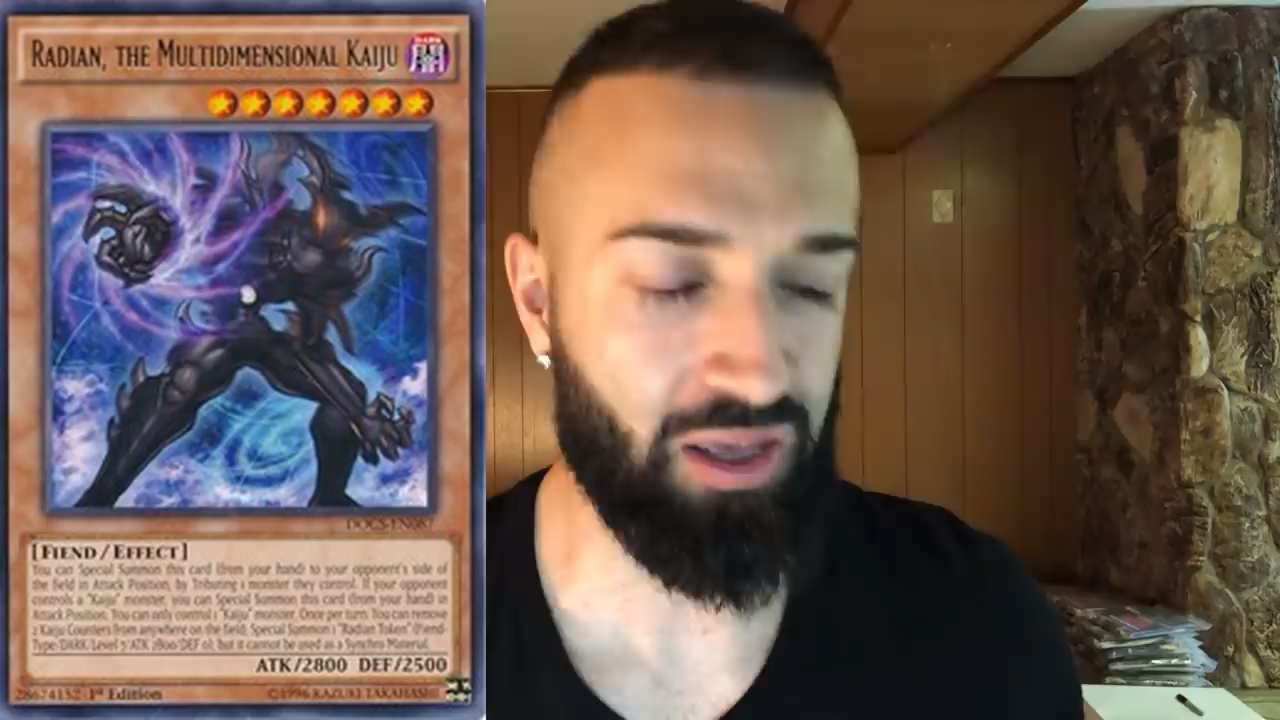 RADIAN, THE MULTIDIMENSIONAL KAIJU
DARK
DOCS-EN087
[FIEND / EFFECT]
You can Special Summon this card (from your hand) to your opponent's side of
the field in Attack Position, by Tributing 1 monster they control. If your opponent
controls a "Kaiju" monster, you can Special Summon this card (from your hand) in
Attack Position. You can only control 1 "Kaiju" monster. Once per turn: You can remove
2 Kaiju Counters from anywhere on the field; Special Summon 1 "Radian Token" (Fiend-
Type/DARK/Level 7/ATK 2800/DEF 0), but it cannot be used as a Synchro Material.
ATK/2800 DEF/2500
28674152 1st Edition ©1996 KAZUKI TAKAHASHI